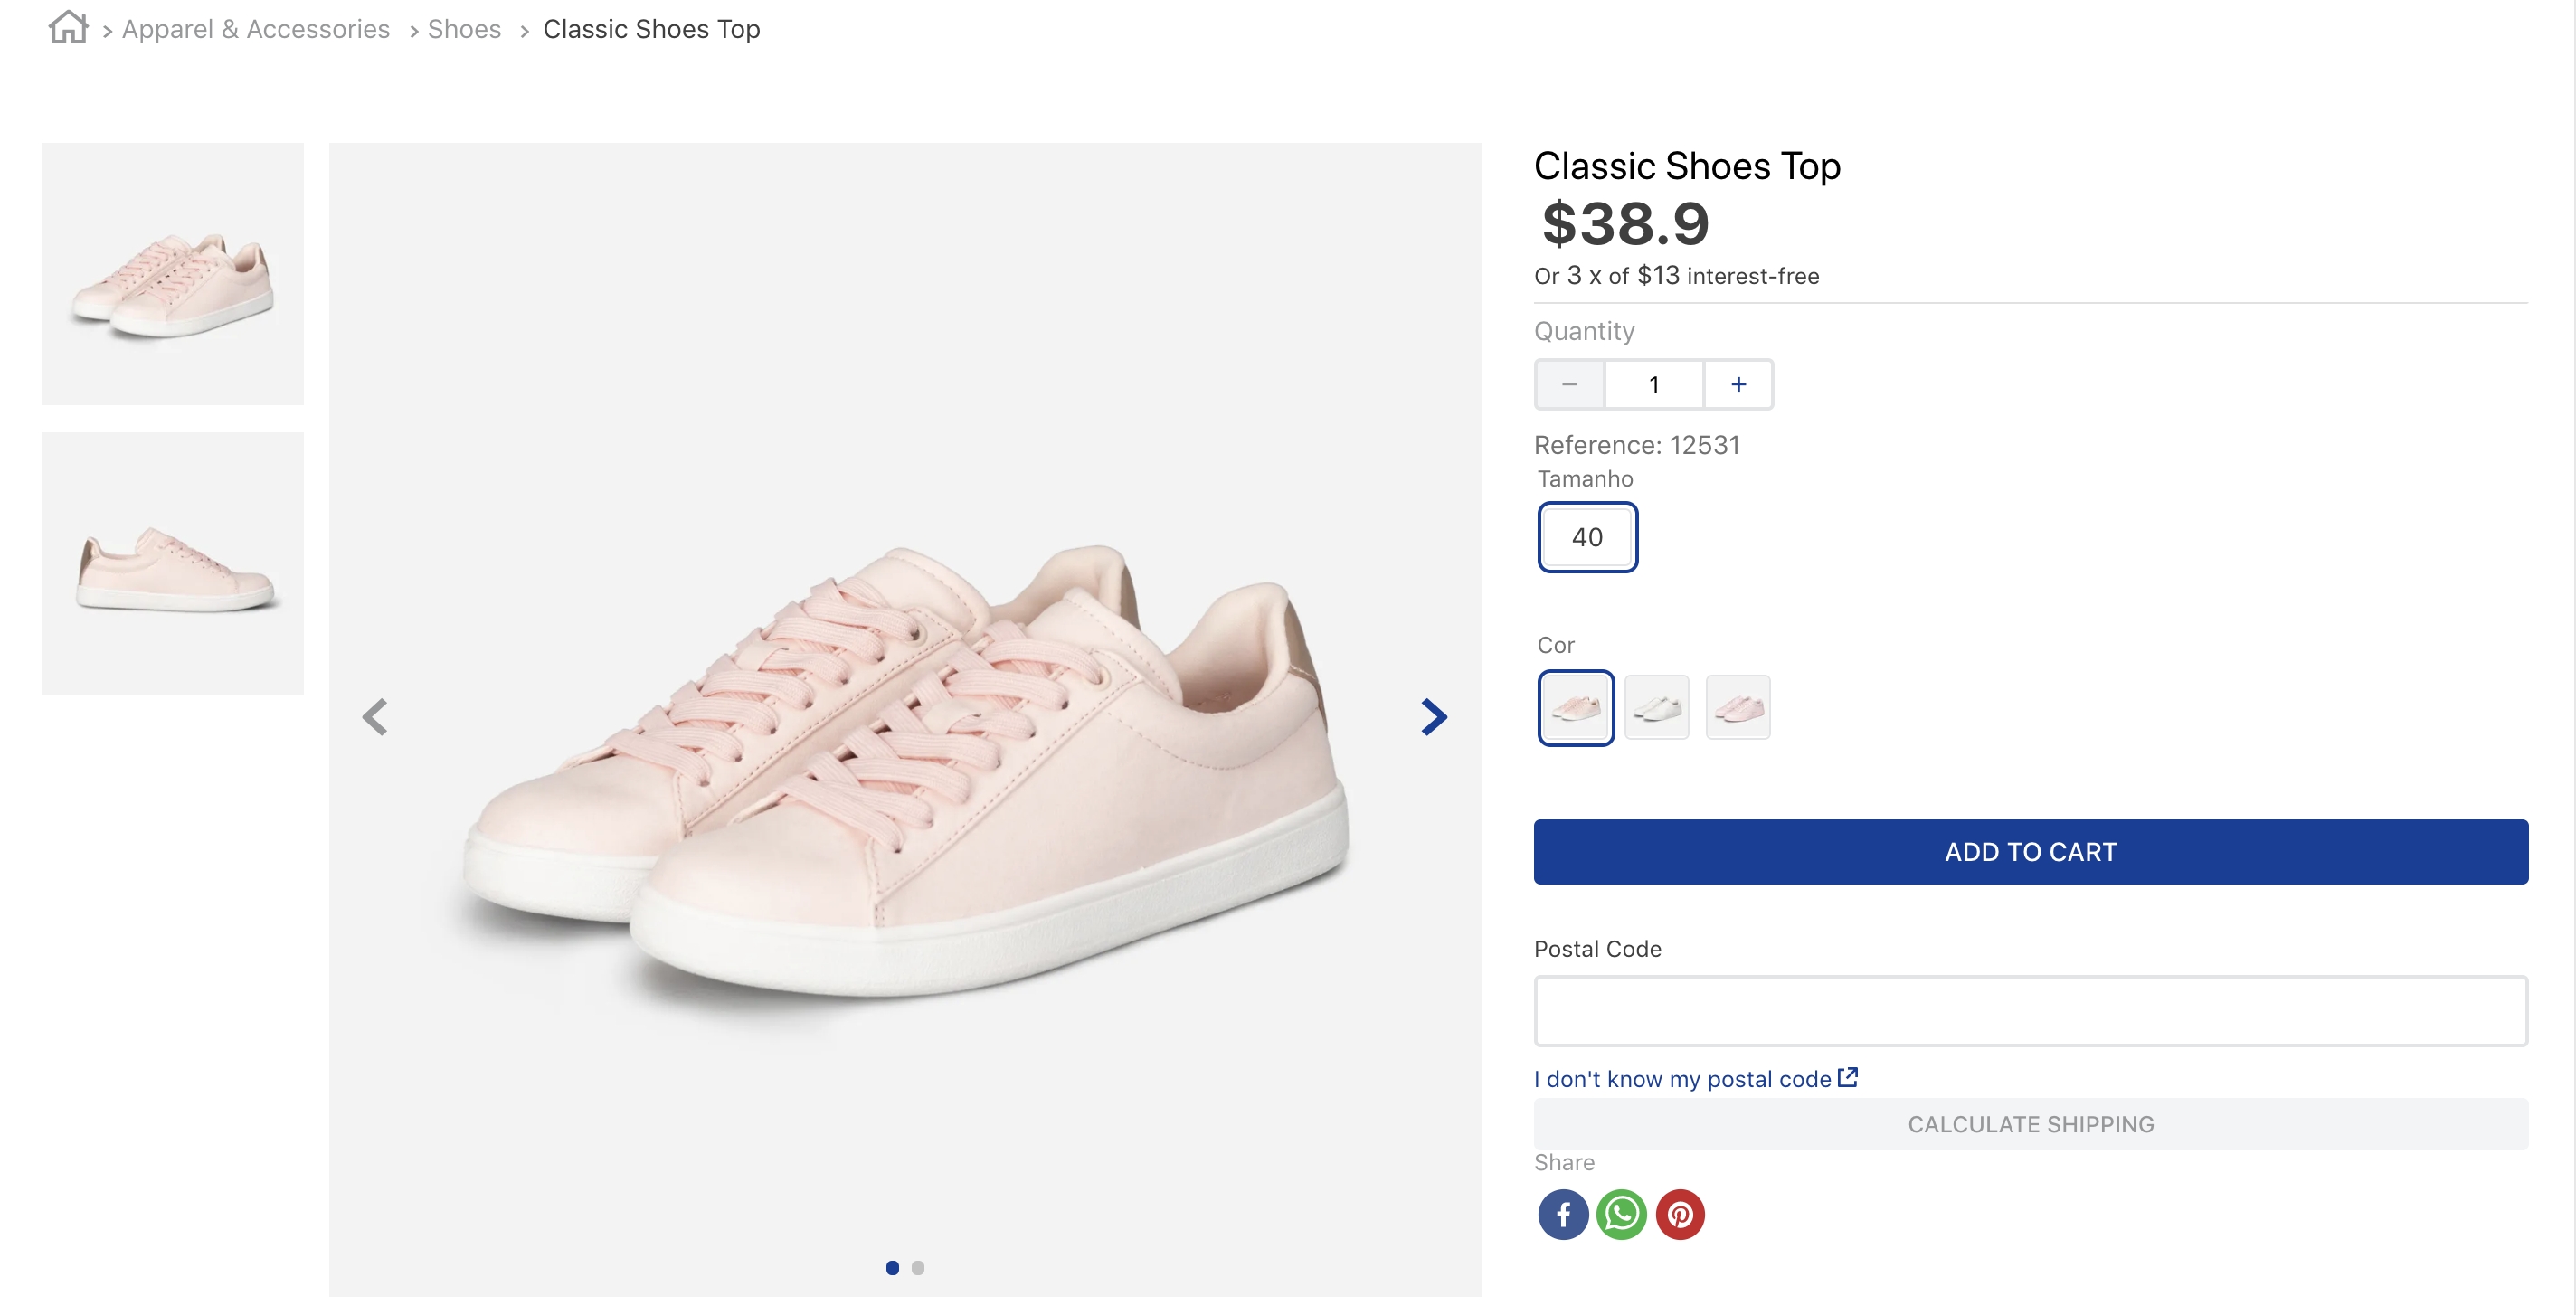 Apparel & Accessories > Shoes > Classic Shoes Top
Classic Shoes Top
$38.9
Or 3 x of $13 interest-free
Quantity
− 1 +
Reference: 12531
Tamanho
40
Cor
ADD TO CART
Postal Code
I don't know my postal code
CALCULATE SHIPPING
Share